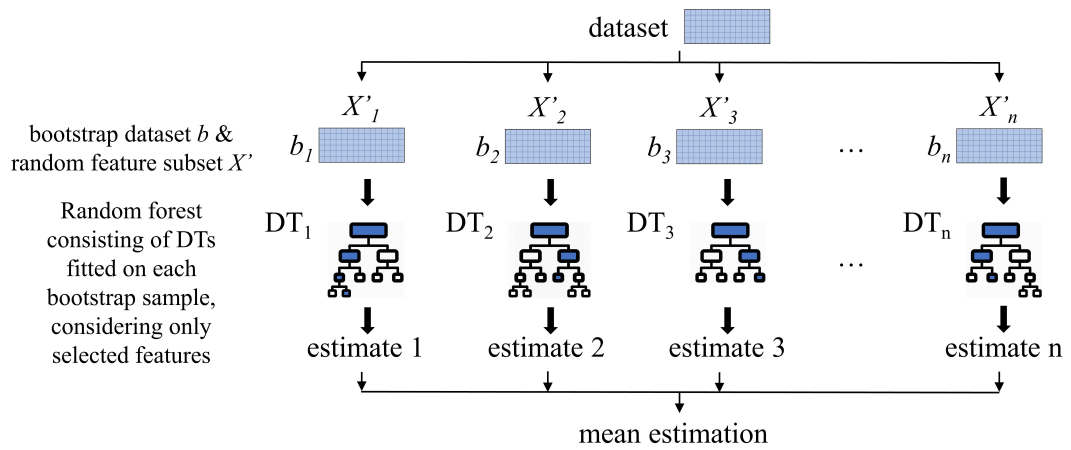 dataset
X'1 X'2 X'3 X'n
bootstrap dataset b &
random feature subset X'
b1 b2 b3 … bn
Random forest
consisting of DTs
fitted on each
bootstrap sample,
considering only
selected features
DT1 DT2 DT3 … DTn
estimate 1 estimate 2 estimate 3 estimate n
mean estimation